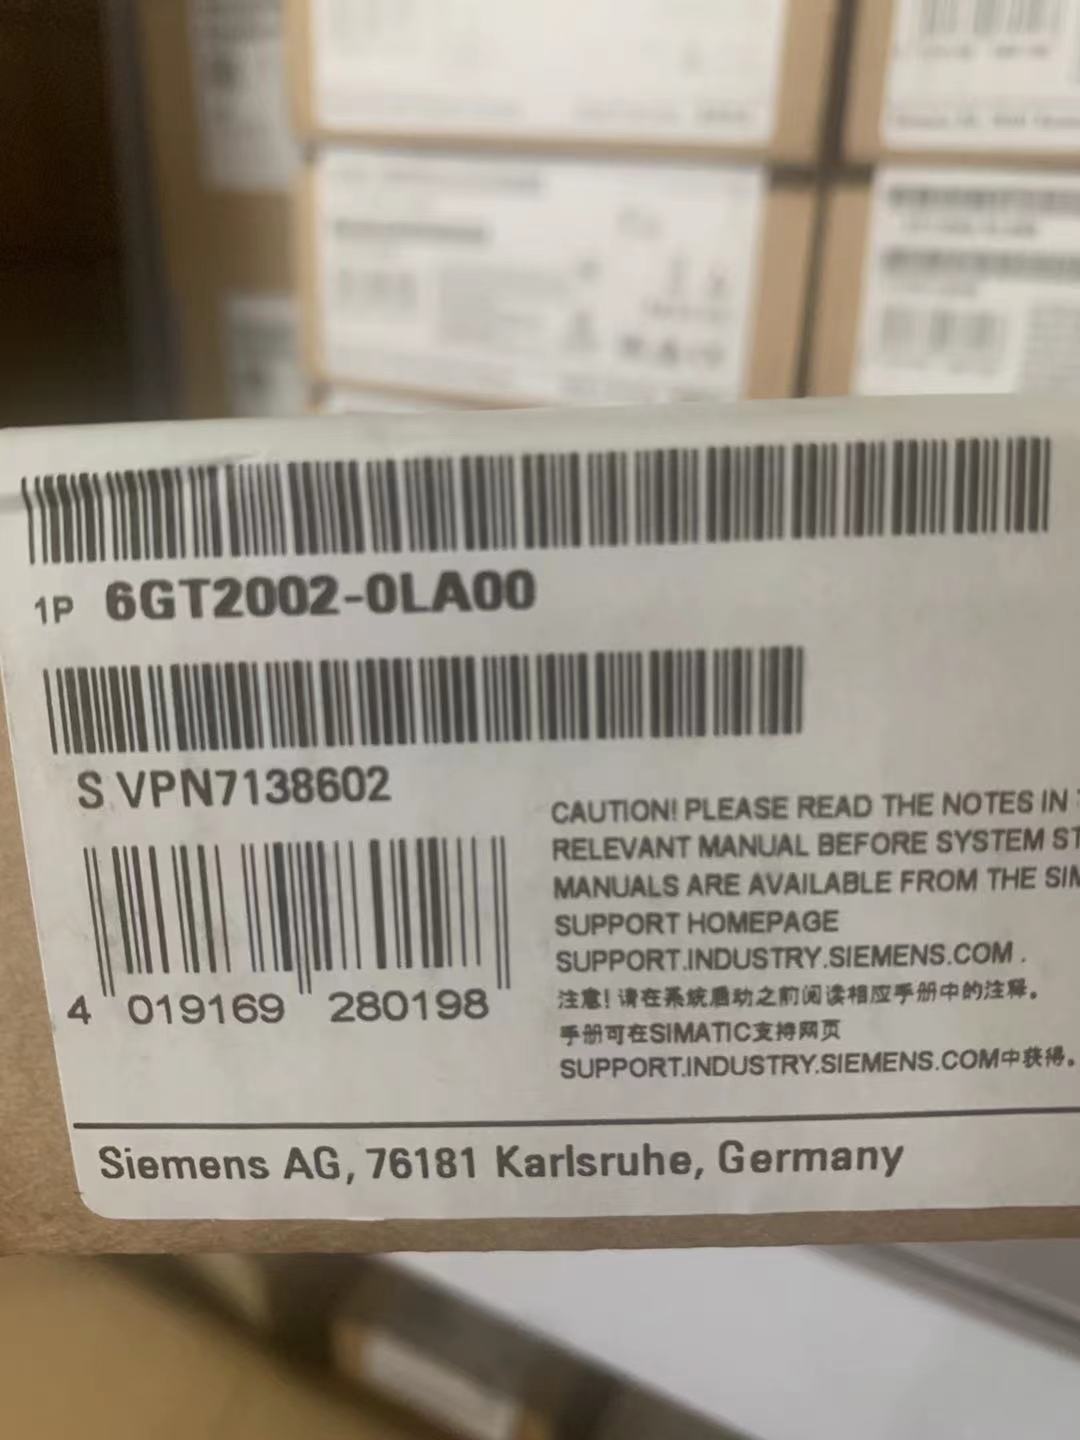 1P 6GT2002-0LA00
S VPN7138602
4 019169 280198
CAUTION! PLEASE READ THE NOTES IN
RELEVANT MANUAL BEFORE SYSTEM ST
MANUALS ARE AVAILABLE FROM THE SIM
SUPPORT HOMEPAGE
SUPPORT.INDUSTRY.SIEMENS.COM .
注意！请在系统启动之前阅读相应手册中的注释。
手册可在SIMATIC支持网页
SUPPORT.INDUSTRY.SIEMENS.COM中获得。
Siemens AG, 76181 Karlsruhe, Germany